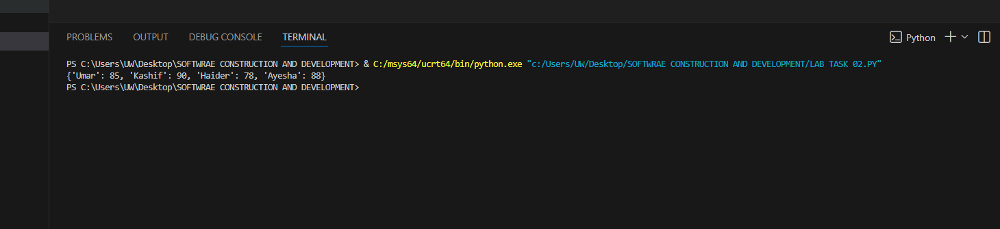 PROBLEMS OUTPUT DEBUG CONSOLE TERMINAL Python
PS C:\Users\UW\Desktop\SOFTWRAE CONSTRUCTION AND DEVELOPMENT> & C:/msys64/ucrt64/bin/python.exe "c:/Users/UW/Desktop/SOFTWRAE CONSTRUCTION AND DEVELOPMENT/LAB TASK 02.PY"
{'Umar': 85, 'Kashif': 90, 'Haider': 78, 'Ayesha': 88}
PS C:\Users\UW\Desktop\SOFTWRAE CONSTRUCTION AND DEVELOPMENT>